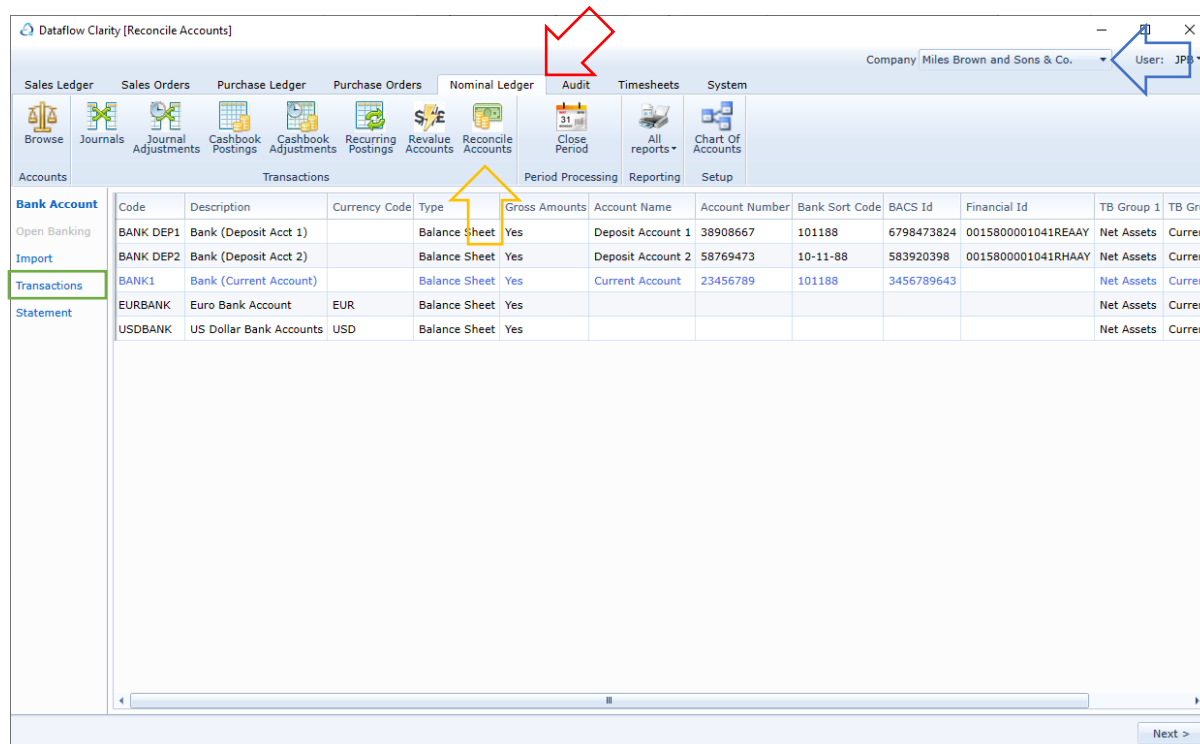 Dataflow Clarity [Reconcile Accounts]
Company Miles Brown and Sons & Co. User: JPB
Sales Ledger Sales Orders Purchase Ledger Purchase Orders Nominal Ledger Audit Timesheets System
Browse Journals Journal Adjustments Cashbook Postings Cashbook Adjustments Recurring Postings Revalue Accounts Reconcile Accounts Close Period All reports Chart Of Accounts
Accounts Transactions Period Processing Reporting Setup
Bank Account
Open Banking
Import
Transactions
Statement
Code Description Currency Code Type Gross Amounts Account Name Account Number Bank Sort Code BACS Id Financial Id TB Group 1 TB Gr
BANK DEP1 Bank (Deposit Acct 1) Balance Sheet Yes Deposit Account 1 38908667 101188 6798473824 0015800001041REAAY Net Assets Curre
BANK DEP2 Bank (Deposit Acct 2) Balance Sheet Yes Deposit Account 2 58769473 10-11-88 583920398 0015800001041RHAAY Net Assets Curre
BANK1 Bank (Current Account) Balance Sheet Yes Current Account 23456789 101188 3456789643 Net Assets Curre
EURBANK Euro Bank Account EUR Balance Sheet Yes Net Assets Curre
USDBANK US Dollar Bank Accounts USD Balance Sheet Yes Net Assets Curre
Next >